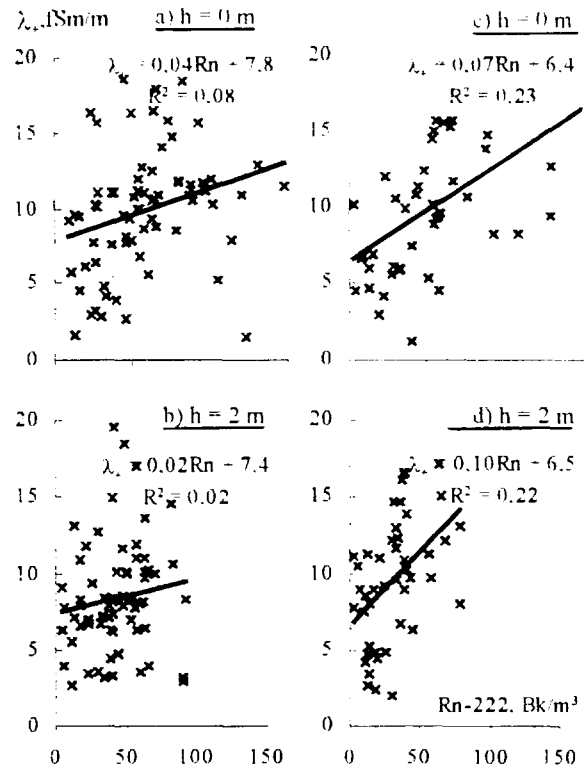 λ₊,fSm/m
a) h = 0 m
λ₊ = 0,04Rn + 7.8
R² = 0,08
20
15
10
5
0
c) h = 0 m
λ₊ = 0,07Rn + 6,4
R² = 0,23
20
15
10
5
0
b) h = 2 m
λ₊ 0,02Rn + 7.4
R² = 0,02
20
15
10
5
0
0 50 100 150
d) h = 2 m
λ₊ 0,10Rn + 6,5
R² = 0,22
20
15
10
5
0
Rn-222. Bk/m³
0 50 100 150